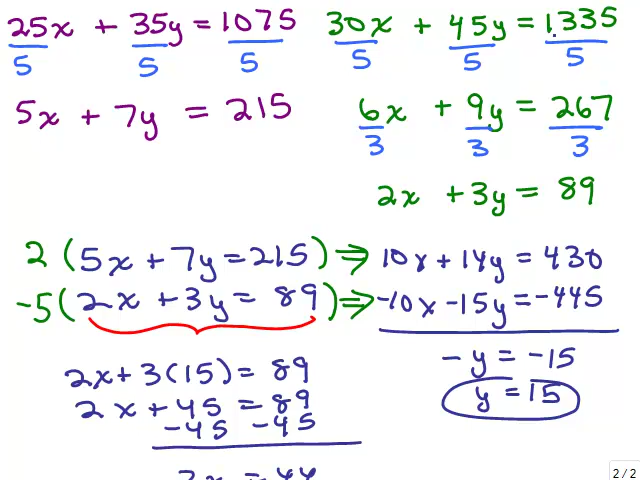 25x + 35y = 1075
5 5 5
5x + 7y = 215
30x + 45y = 1335
5 5 5
6x + 9y = 267
3 3 3
2x + 3y = 89
2 (5x + 7y = 215) ⇒ 10x + 14y = 430
-5 (2x + 3y = 89) ⇒ -10x - 15y = -445
-y = -15
y = 15
2x + 3(15) = 89
2x + 45 = 89
-45 -45
2x = 44
2 / 2